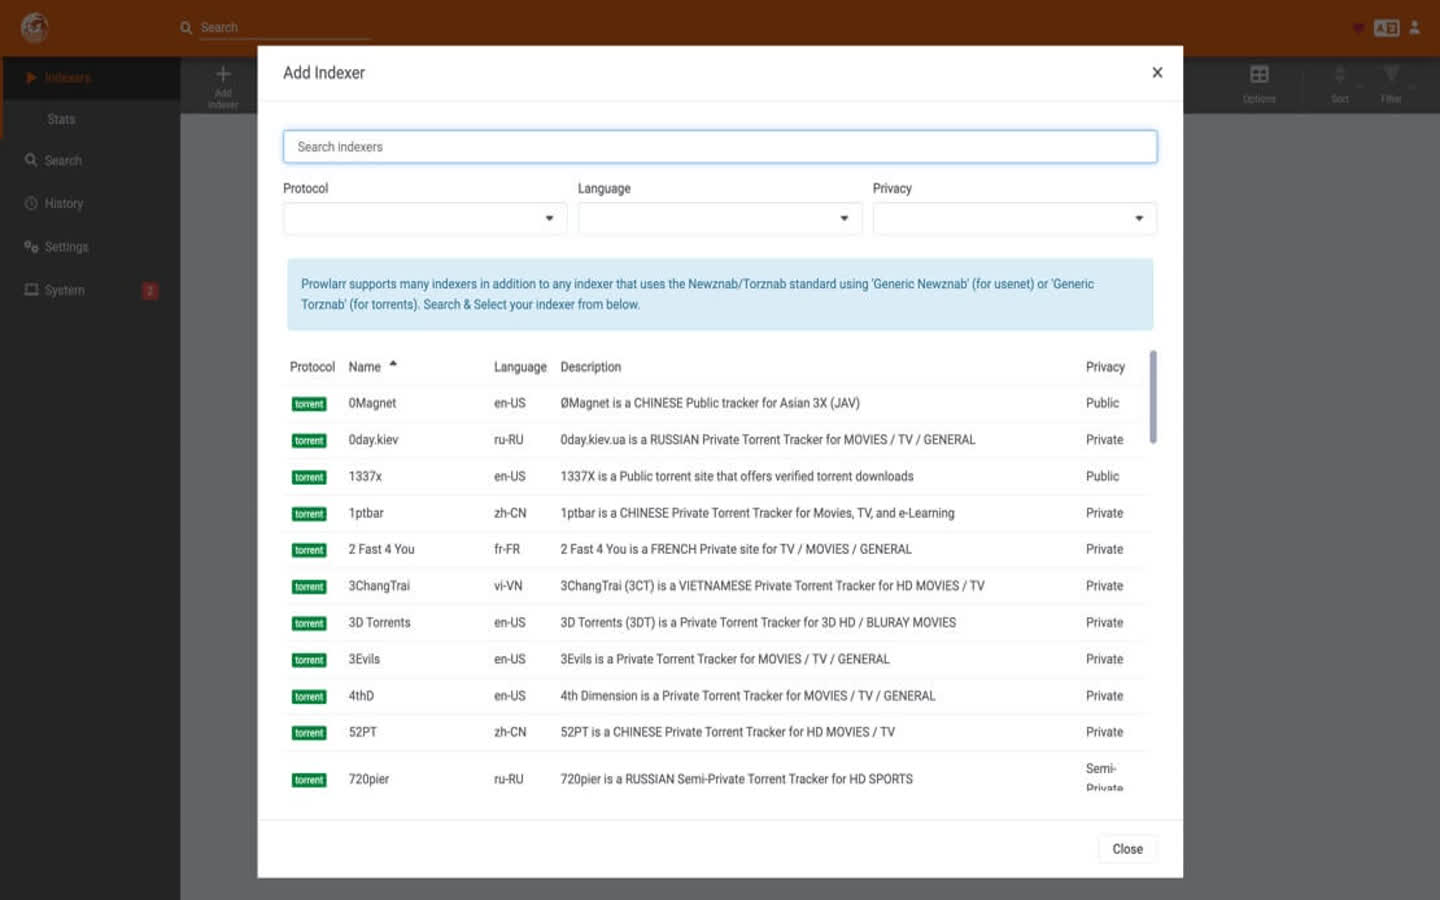 Search
Indexers
Stats
Search
History
Settings
System
2
Add
Indexer
Options
Sort
Filter
Add Indexer
Search indexers
Protocol Language Privacy
Prowlarr supports many indexers in addition to any indexer that uses the Newznab/Torznab standard using 'Generic Newznab' (for usenet) or 'Generic
Torznab' (for torrents). Search & Select your indexer from below.
Protocol Name Language Description Privacy
torrent 0Magnet en-US ØMagnet is a CHINESE Public tracker for Asian 3X (JAV) Public
torrent 0day.kiev ru-RU 0day.kiev.ua is a RUSSIAN Private Torrent Tracker for MOVIES / TV / GENERAL Private
torrent 1337x en-US 1337X is a Public torrent site that offers verified torrent downloads Public
torrent 1ptbar zh-CN 1ptbar is a CHINESE Private Torrent Tracker for Movies, TV, and e-Learning Private
torrent 2 Fast 4 You fr-FR 2 Fast 4 You is a FRENCH Private site for TV / MOVIES / GENERAL Private
torrent 3ChangTrai vi-VN 3ChangTrai (3CT) is a VIETNAMESE Private Torrent Tracker for HD MOVIES / TV Private
torrent 3D Torrents en-US 3D Torrents (3DT) is a Private Torrent Tracker for 3D HD / BLURAY MOVIES Private
torrent 3Evils en-US 3Evils is a Private Torrent Tracker for MOVIES / TV / GENERAL Private
torrent 4thD en-US 4th Dimension is a Private Torrent Tracker for MOVIES / TV / GENERAL Private
torrent 52PT zh-CN 52PT is a CHINESE Private Torrent Tracker for HD MOVIES / TV Private
torrent 720pier ru-RU 720pier is a RUSSIAN Semi-Private Torrent Tracker for HD SPORTS Semi-
Private
Close